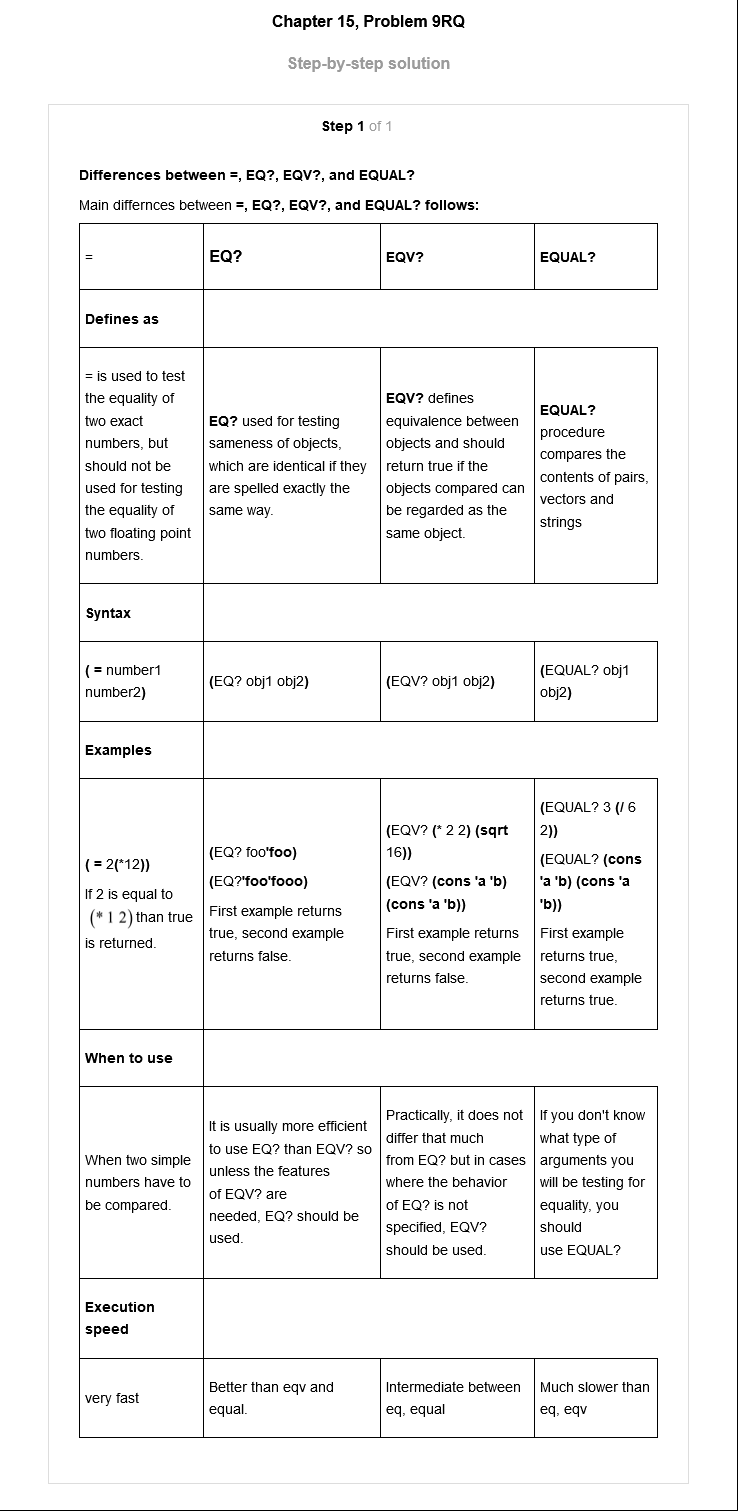 Chapter 15, Problem 9RQ
Step-by-step solution
Step 1 of 1
Differences between =, EQ?, EQV?, and EQUAL?
Main differnces between =, EQ?, EQV?, and EQUAL? follows:
=
EQ?
EQV?
EQUAL?
Defines as
= is used to test
the equality of
two exact
numbers, but
should not be
used for testing
the equality of
two floating point
numbers.
EQ? used for testing
sameness of objects,
which are identical if they
are spelled exactly the
same way.
EQV? defines
equivalence between
objects and should
return true if the
objects compared can
be regarded as the
same object.
EQUAL?
procedure
compares the
contents of pairs,
vectors and
strings
Syntax
( = number1
number2)
(EQ? obj1 obj2)
(EQV? obj1 obj2)
(EQUAL? obj1
obj2)
Examples
( = 2(*12))
If 2 is equal to
(* 1 2) than true
is returned.
(EQ? foo'foo)
(EQ?'foo'fooo)
First example returns
true, second example
returns false.
(EQV? (* 2 2) (sqrt
16))
(EQV? (cons 'a 'b)
(cons 'a 'b))
First example returns
true, second example
returns false.
(EQUAL? 3 (/ 6
2))
(EQUAL? (cons
'a 'b) (cons 'a
'b))
First example
returns true,
second example
returns true.
When to use
When two simple
numbers have to
be compared.
It is usually more efficient
to use EQ? than EQV? so
unless the features
of EQV? are
needed, EQ? should be
used.
Practically, it does not
differ that much
from EQ? but in cases
where the behavior
of EQ? is not
specified, EQV?
should be used.
If you don't know
what type of
arguments you
will be testing for
equality, you
should
use EQUAL?
Execution
speed
very fast
Better than eqv and
equal.
Intermediate between
eq, equal
Much slower than
eq, eqv